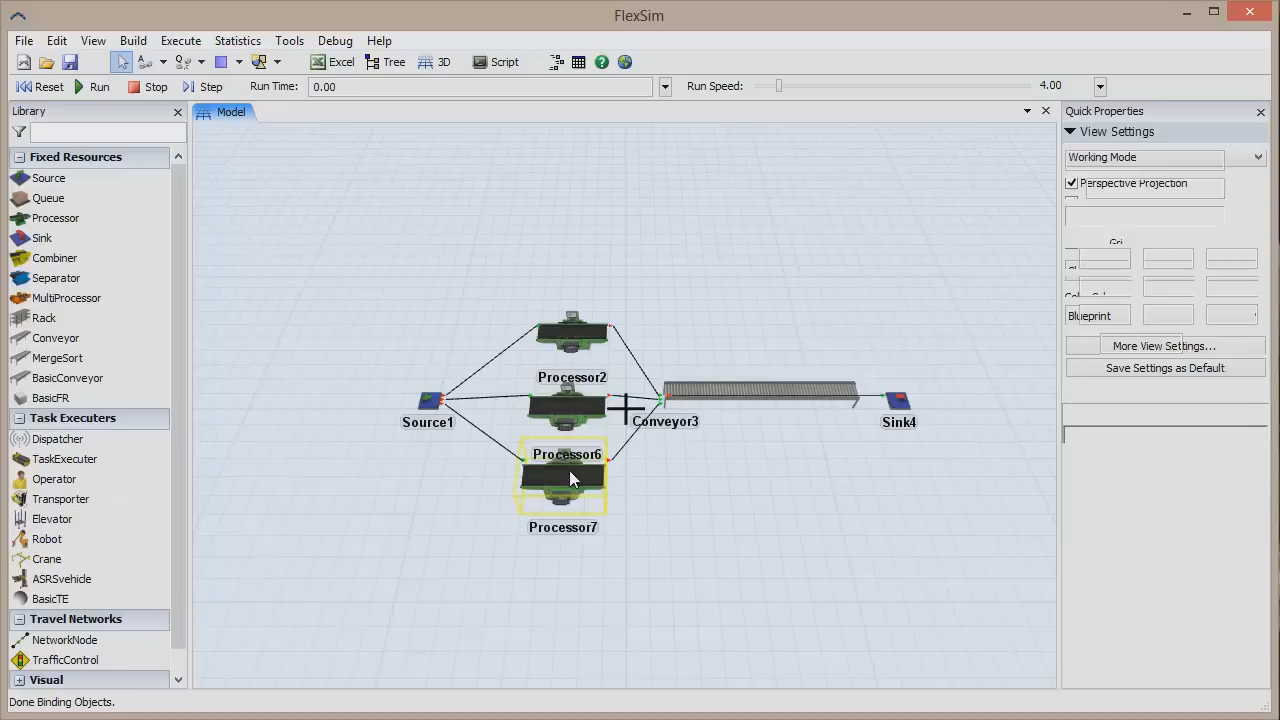 FlexSim
File Edit View Build Execute Statistics Tools Debug Help
Excel Tree 3D Script
Reset Run Stop Step Run Time: 0.00 Run Speed: 4.00
Library
Model
Quick Properties
View Settings
Working Mode
Perspective Projection
Gri
Blueprint
More View Settings...
Save Settings as Default
Fixed Resources
Source
Queue
Processor
Sink
Combiner
Separator
MultiProcessor
Rack
Conveyor
MergeSort
BasicConveyor
BasicFR
Task Executers
Dispatcher
TaskExecuter
Operator
Transporter
Elevator
Robot
Crane
ASRSvehicle
BasicTE
Travel Networks
NetworkNode
TrafficControl
Visual
Processor2
Source1
Conveyor3
Sink4
Processor6
Processor7
Done Binding Objects.